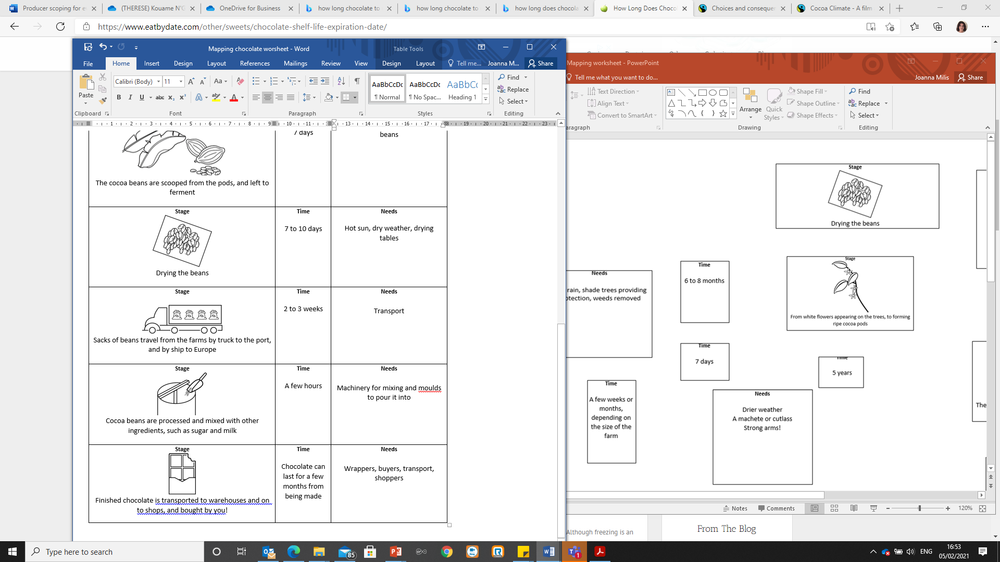 Producer scoping for e
(THERESE) Kouame N'G
OneDrive for Business
how long chocolate to
how long chocolate to
how long does chocola
How Long Does Choco
Choices and consequen
Cocoa Climate - A film
https://www.eatbydate.com/other/sweets/chocolate-shelf-life-expiration-date/
Mapping chocolate worsheet - Word
Table Tools
File Home Insert Design Layout References Mailings Review View Design Layout Tell me... Joanna M... Share
Paste
Calibri (Body) 11
AaBbCcDc AaBbCcDc AaBbCc
¶ Normal ¶ No Spac... Heading 1
Find
Replace
Select
Clipboard Font Paragraph Styles Editing
1 2 3 4 5 6 7 8 9 10 11 13 14 15 16 17 18 19 20 21 22 23
7 days
beans
The cocoa beans are scooped from the pods, and left to
ferment
Stage Time Needs
7 to 10 days
Hot sun, dry weather, drying
tables
Drying the beans
Stage Time Needs
2 to 3 weeks
Transport
Sacks of beans travel from the farms by truck to the port,
and by ship to Europe
Stage Time Needs
A few hours
Machinery for mixing and moulds
to pour it into
Cocoa beans are processed and mixed with other
ingredients, such as sugar and milk
Stage Time Needs
Chocolate can
last for a few
months from
being made
Wrappers, buyers, transport,
shoppers
Finished chocolate is transported to warehouses and on
to shops, and bought by you!
Mapping worksheet - PowerPoint
Tell me what you want to do...
Joanna Milis Share
Text Direction
Align Text
Convert to SmartArt
Arrange
Quick
Styles
Shape Fill
Shape Outline
Shape Effects
Find
Replace
Select
aragraph Drawing Editing
Stage
Drying the beans
Needs
rain, shade trees providing
otection, weeds removed
Time
6 to 8 months
Stage
From white flowers appearing on the trees, to forming
ripe cocoa pods
Time
7 days
Time
5 years
Time
A few weeks or
months,
depending on
the size of the
farm
Needs
Drier weather
A machete or cutlass
Strong arms!
The
Notes Comments 120%
Although freezing is an
From The Blog
Type here to search
85
1
ENG
16:53
05/02/2021